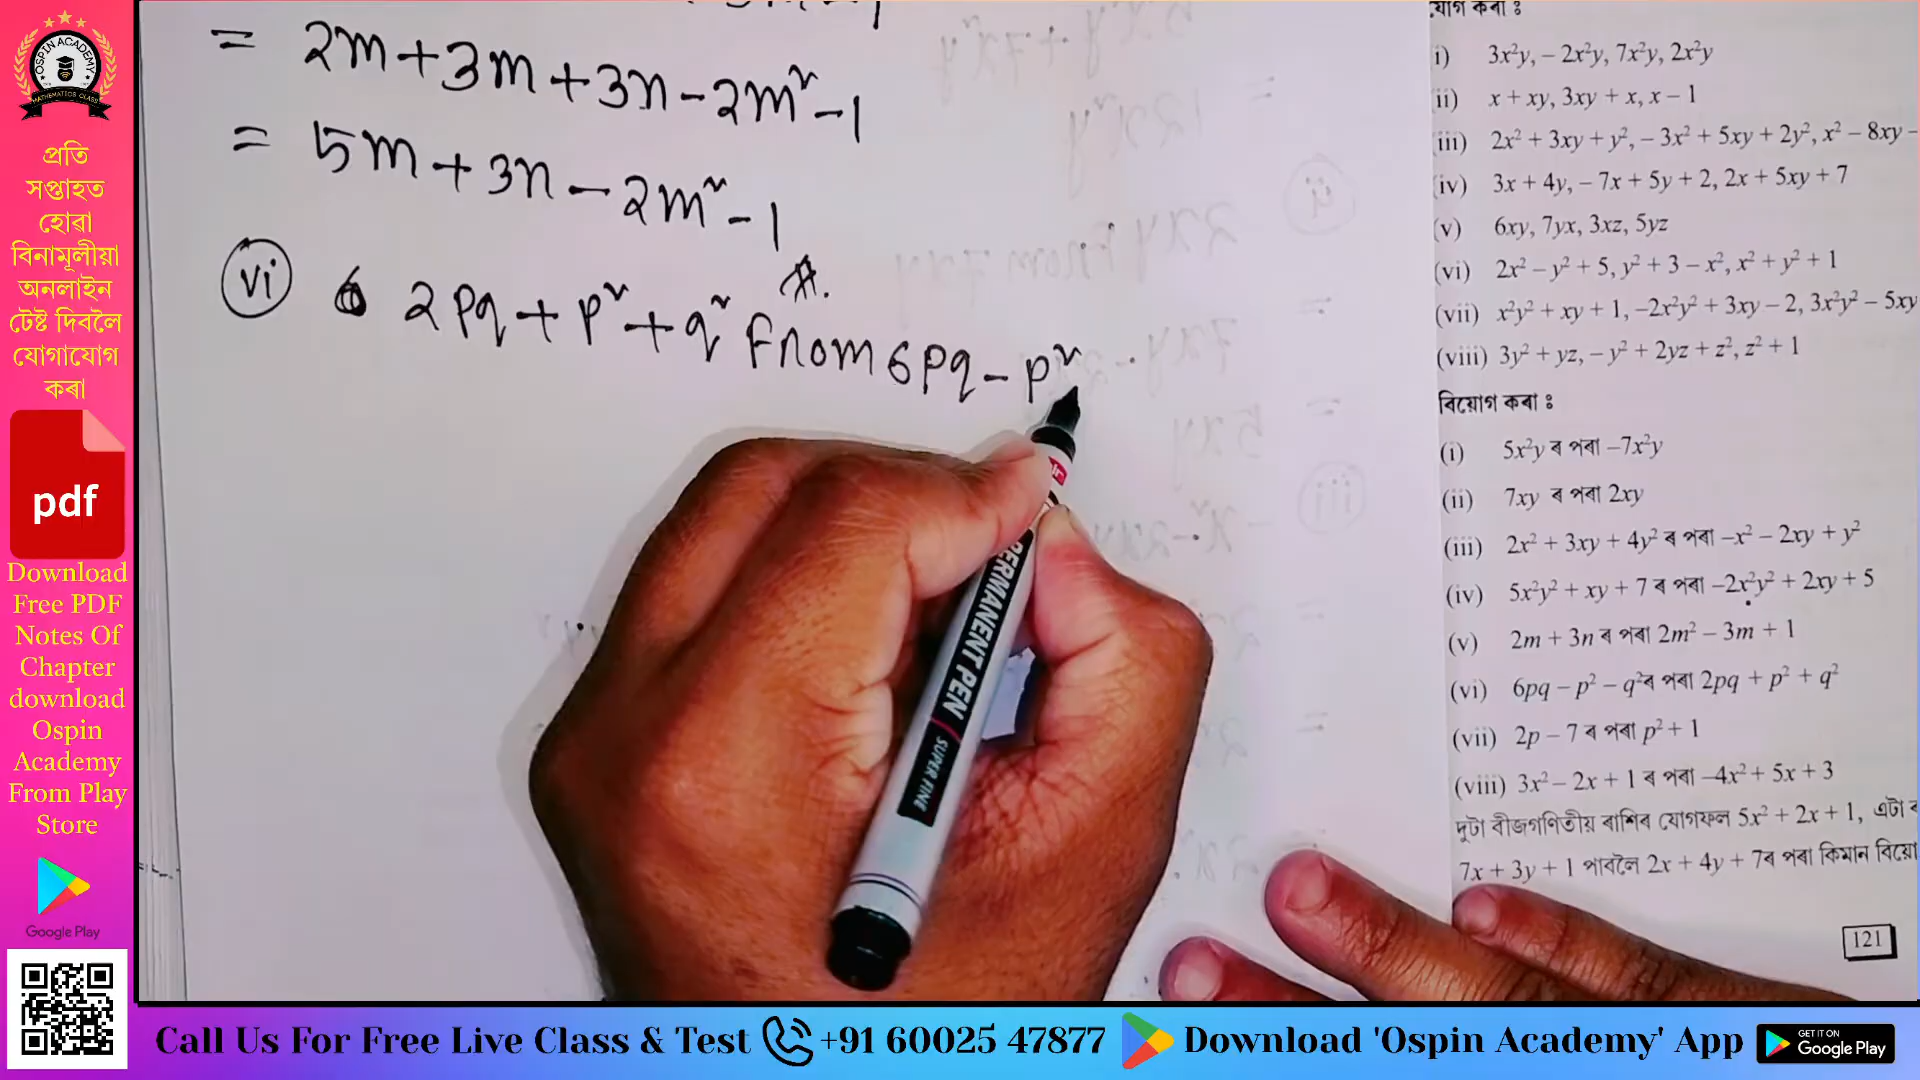 OSPIN ACADEMY
MATHEMATICS CLASS
প্ৰতি
সপ্তাহত
হোৱা
বিনামূলীয়া
অনলাইন
টেষ্ট দিবলৈ
যোগাযোগ
কৰা
pdf
Download
Free PDF
Notes Of
Chapter
download
Ospin
Academy
From Play
Store
Google Play
= 2m + 3m + 3n - 2m² - 1
= 5m + 3n - 2m² - 1
(vi) 2pq + p² + q² From 6pq - p²
PERMANENT PEN
SUPER FINE
যোগ কৰা ঃ
i) 3x²y, – 2x²y, 7x²y, 2x²y
ii) x + xy, 3xy + x, x – 1
iii) 2x² + 3xy + y², – 3x² + 5xy + 2y², x² – 8xy –
iv) 3x + 4y, – 7x + 5y + 2, 2x + 5xy + 7
(v) 6xy, 7yx, 3xz, 5yz
(vi) 2x² – y² + 5, y² + 3 – x², x² + y² + 1
(vii) x²y² + xy + 1, –2x²y² + 3xy – 2, 3x²y² – 5xy
(viii) 3y² + yz, – y² + 2yz + z², z² + 1
বিয়োগ কৰা ঃ
(i) 5x²y ৰ পৰা –7x²y
(ii) 7xy ৰ পৰা 2xy
(iii) 2x² + 3xy + 4y² ৰ পৰা –x² – 2xy + y²
(iv) 5x²y² + xy + 7 ৰ পৰা –2x²y² + 2xy + 5
(v) 2m + 3n ৰ পৰা 2m² – 3m + 1
(vi) 6pq – p² – q²ৰ পৰা 2pq + p² + q²
(vii) 2p – 7 ৰ পৰা p² + 1
(viii) 3x² – 2x + 1 ৰ পৰা –4x² + 5x + 3
দুটা বীজগণিতীয় ৰাশিৰ যোগফল 5x² + 2x + 1, এটা ৰ
7x + 3y + 1 পাবলৈ 2x + 4y + 7ৰ পৰা কিমান বিয়ো
121
Call Us For Free Live Class & Test +91 60025 47877 Download 'Ospin Academy' App GET IT ON Google Play